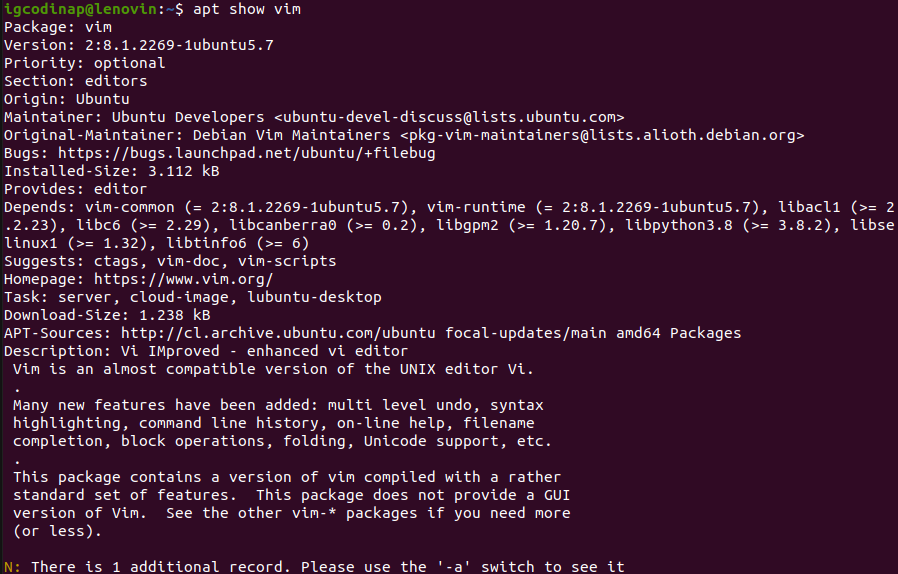 igcodinap@lenovin:~$ apt show vim
Package: vim
Version: 2:8.1.2269-1ubuntu5.7
Priority: optional
Section: editors
Origin: Ubuntu
Maintainer: Ubuntu Developers <ubuntu-devel-discuss@lists.ubuntu.com>
Original-Maintainer: Debian Vim Maintainers <pkg-vim-maintainers@lists.alioth.debian.org>
Bugs: https://bugs.launchpad.net/ubuntu/+filebug
Installed-Size: 3.112 kB
Provides: editor
Depends: vim-common (= 2:8.1.2269-1ubuntu5.7), vim-runtime (= 2:8.1.2269-1ubuntu5.7), libacl1 (>= 2
.2.23), libc6 (>= 2.29), libcanberra0 (>= 0.2), libgpm2 (>= 1.20.7), libpython3.8 (>= 3.8.2), libse
linux1 (>= 1.32), libtinfo6 (>= 6)
Suggests: ctags, vim-doc, vim-scripts
Homepage: https://www.vim.org/
Task: server, cloud-image, lubuntu-desktop
Download-Size: 1.238 kB
APT-Sources: http://cl.archive.ubuntu.com/ubuntu focal-updates/main amd64 Packages
Description: Vi IMproved - enhanced vi editor
 Vim is an almost compatible version of the UNIX editor Vi.
 .
 Many new features have been added: multi level undo, syntax
 highlighting, command line history, on-line help, filename
 completion, block operations, folding, Unicode support, etc.
 .
 This package contains a version of vim compiled with a rather
 standard set of features.  This package does not provide a GUI
 version of Vim.  See the other vim-* packages if you need more
 (or less).

N: There is 1 additional record. Please use the '-a' switch to see it